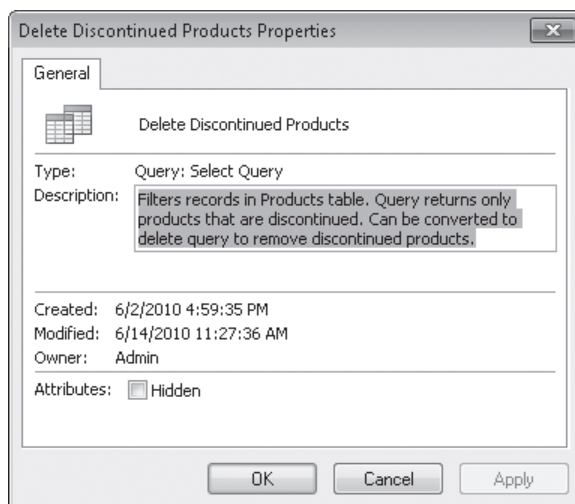 Delete Discontinued Products Properties
General
Delete Discontinued Products
Type: Query: Select Query
Description: Filters records in Products table. Query returns only
products that are discontinued. Can be converted to
delete query to remove discontinued products.
Created: 6/2/2010 4:59:35 PM
Modified: 6/14/2010 11:27:36 AM
Owner: Admin
Attributes: Hidden
OK Cancel Apply